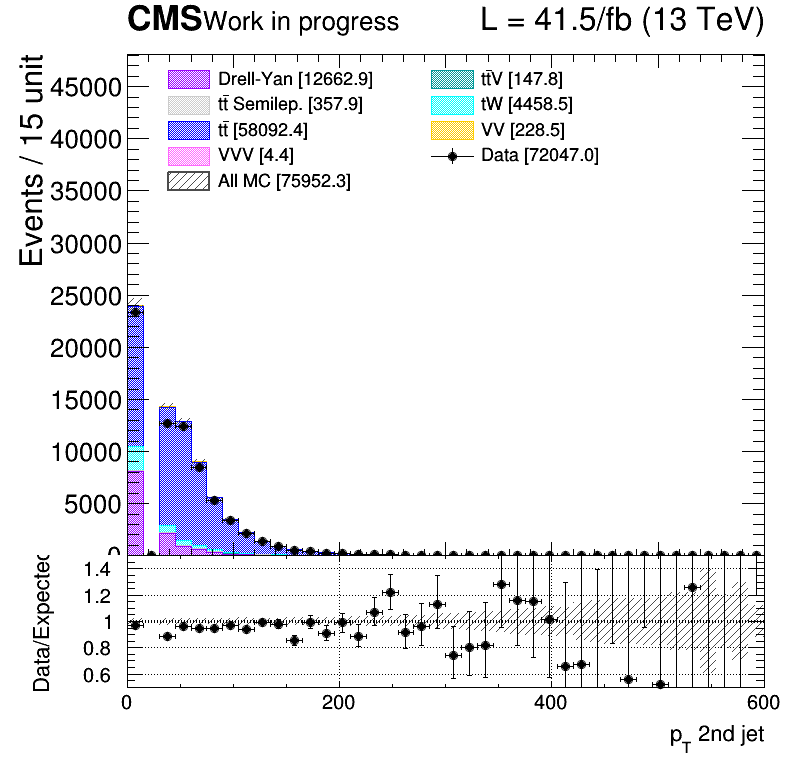 CMS Work in progress L = 41.5/fb (13 TeV)
Events / 15 unit
45000
40000
35000
30000
25000
20000
15000
10000
5000
0
Drell-Yan [12662.9]
tt̄ Semilep. [357.9]
tt̄ [58092.4]
VVV [4.4]
All MC [75952.3]
tt̄V [147.8]
tW [4458.5]
VV [228.5]
Data [72047.0]
Data/Expected
1.4
1.2
1
0.8
0.6
0 200 400 600
p_T 2nd jet